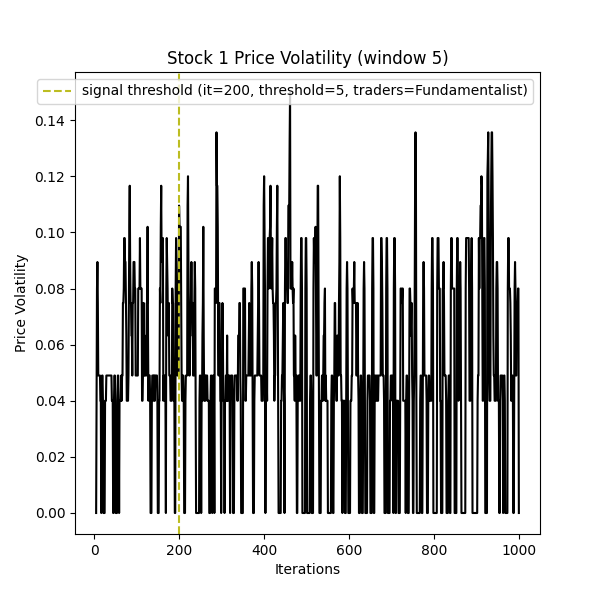 Stock 1 Price Volatility (window 5)
signal threshold (it=200, threshold=5, traders=Fundamentalist)
Price Volatility
0.14
0.12
0.10
0.08
0.06
0.04
0.02
0.00
0 200 400 600 800 1000
Iterations